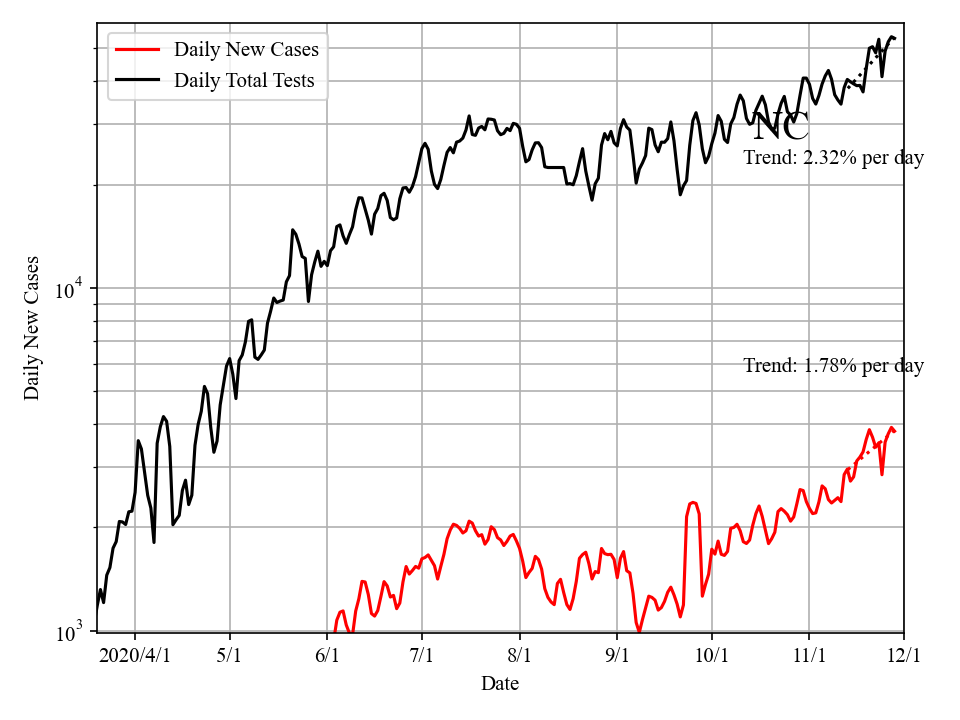 Daily New Cases
Daily Total Tests
NC
Trend: 2.32% per day
Trend: 1.78% per day
Daily New Cases
10^4
10^3
2020/4/1 5/1 6/1 7/1 8/1 9/1 10/1 11/1 12/1
Date